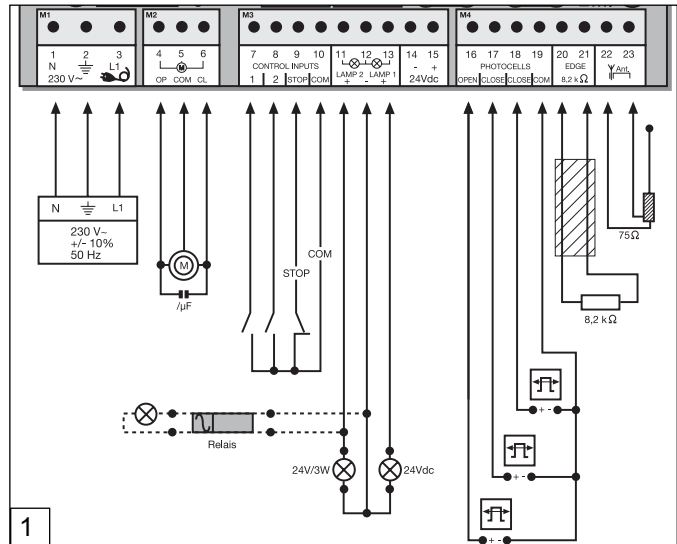 M1 M2 M3 M4
1 2 3 4 5 6 7 8 9 10 11 12 13 14 15 16 17 18 19 20 21 22 23
N L1 M CONTROL INPUTS - + PHOTOCELLS EDGE Ant.
230 V~ OP COM CL 1 2 STOP COM LAMP 2 LAMP 1 24Vdc OPEN CLOSE CLOSE COM 8,2 kΩ
+ - +
N L1
230 V~
+/- 10%
50 Hz
M
/µF
COM
STOP
75Ω
8,2 kΩ
+ -
Relais
+ -
24V/3W 24Vdc
+ -
1